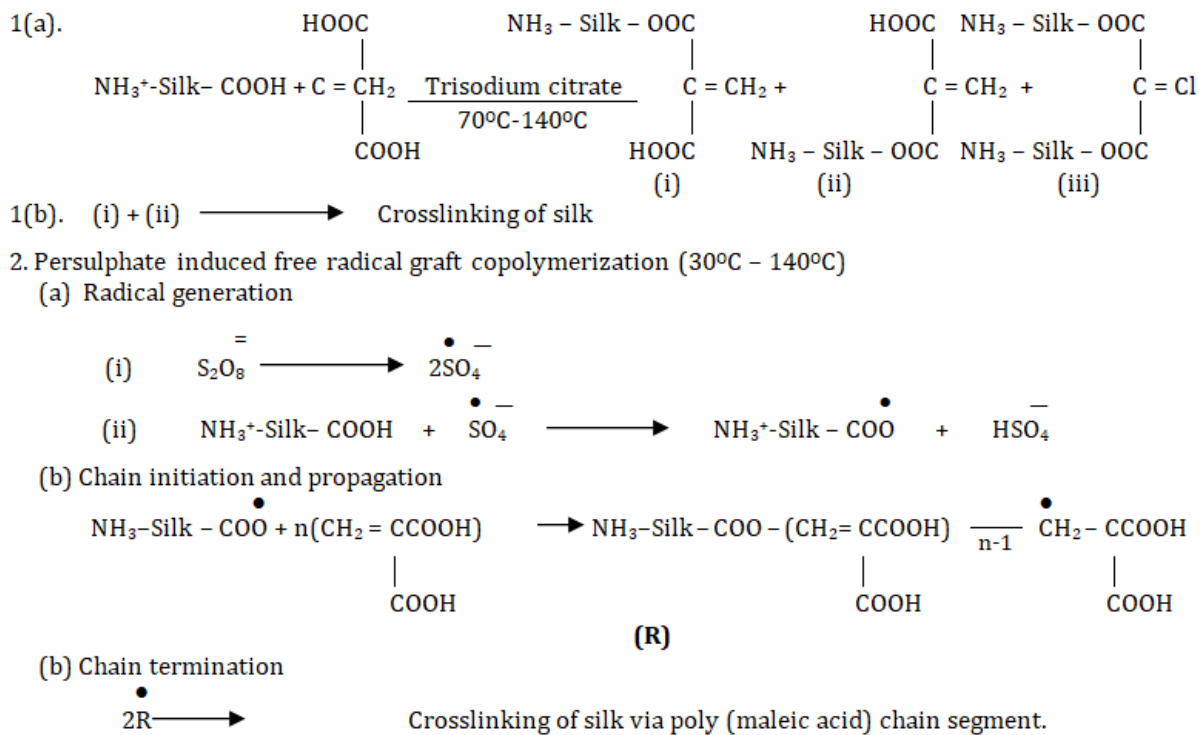 1(a). HOOC NH₃ – Silk – OOC HOOC NH₃ – Silk – OOC
NH₃⁺-Silk– COOH + C = CH₂ Trisodium citrate C = CH₂ + C = CH₂ + C = Cl
70⁰C-140⁰C
COOH HOOC NH₃ – Silk – OOC NH₃ – Silk – OOC
(i) (ii) (iii)
1(b). (i) + (ii) ⟶ Crosslinking of silk
2. Persulphate induced free radical graft copolymerization (30⁰C – 140⁰C)
(a) Radical generation
= • —
(i) S₂O₈ ⟶ 2SO₄
• — • —
(ii) NH₃⁺-Silk– COOH + SO₄ ⟶ NH₃⁺-Silk – COO + HSO₄
(b) Chain initiation and propagation
• •
NH₃–Silk – COO + n(CH₂ = CCOOH) ⟶ NH₃–Silk – COO – (CH₂= CCOOH) n-1 CH₂ – CCOOH
COOH COOH COOH
(R)
(b) Chain termination
•
2R ⟶ Crosslinking of silk via poly (maleic acid) chain segment.